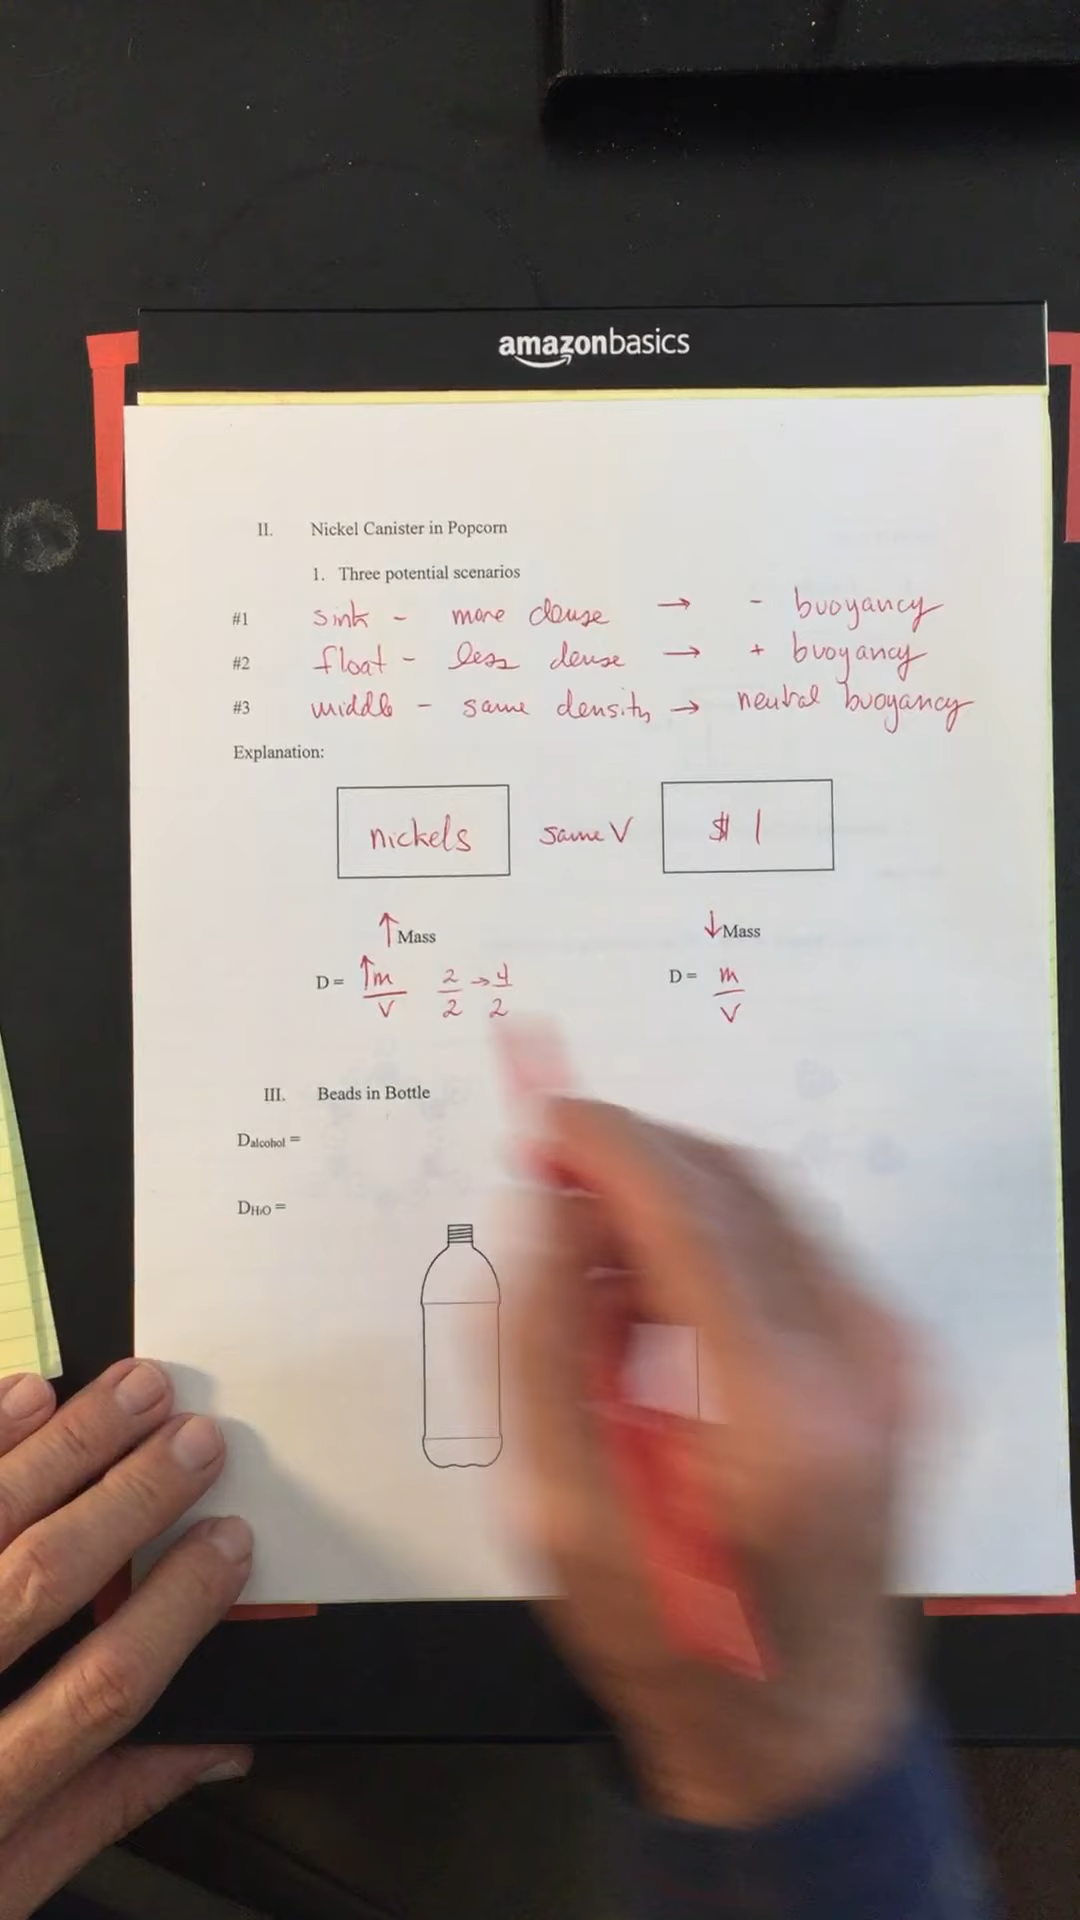 amazonbasics
II. Nickel Canister in Popcorn
1. Three potential scenarios
#1 sink - more dense → - buoyancy
#2 float - less dense → + buoyancy
#3 middle - same density → neutral buoyancy
Explanation:
nickels same V $ 1
↑ Mass ↓ Mass
D = ↑m/V 2/2 → 4/2 D = m/V
III. Beads in Bottle
Dalcohol =
DH₂O =